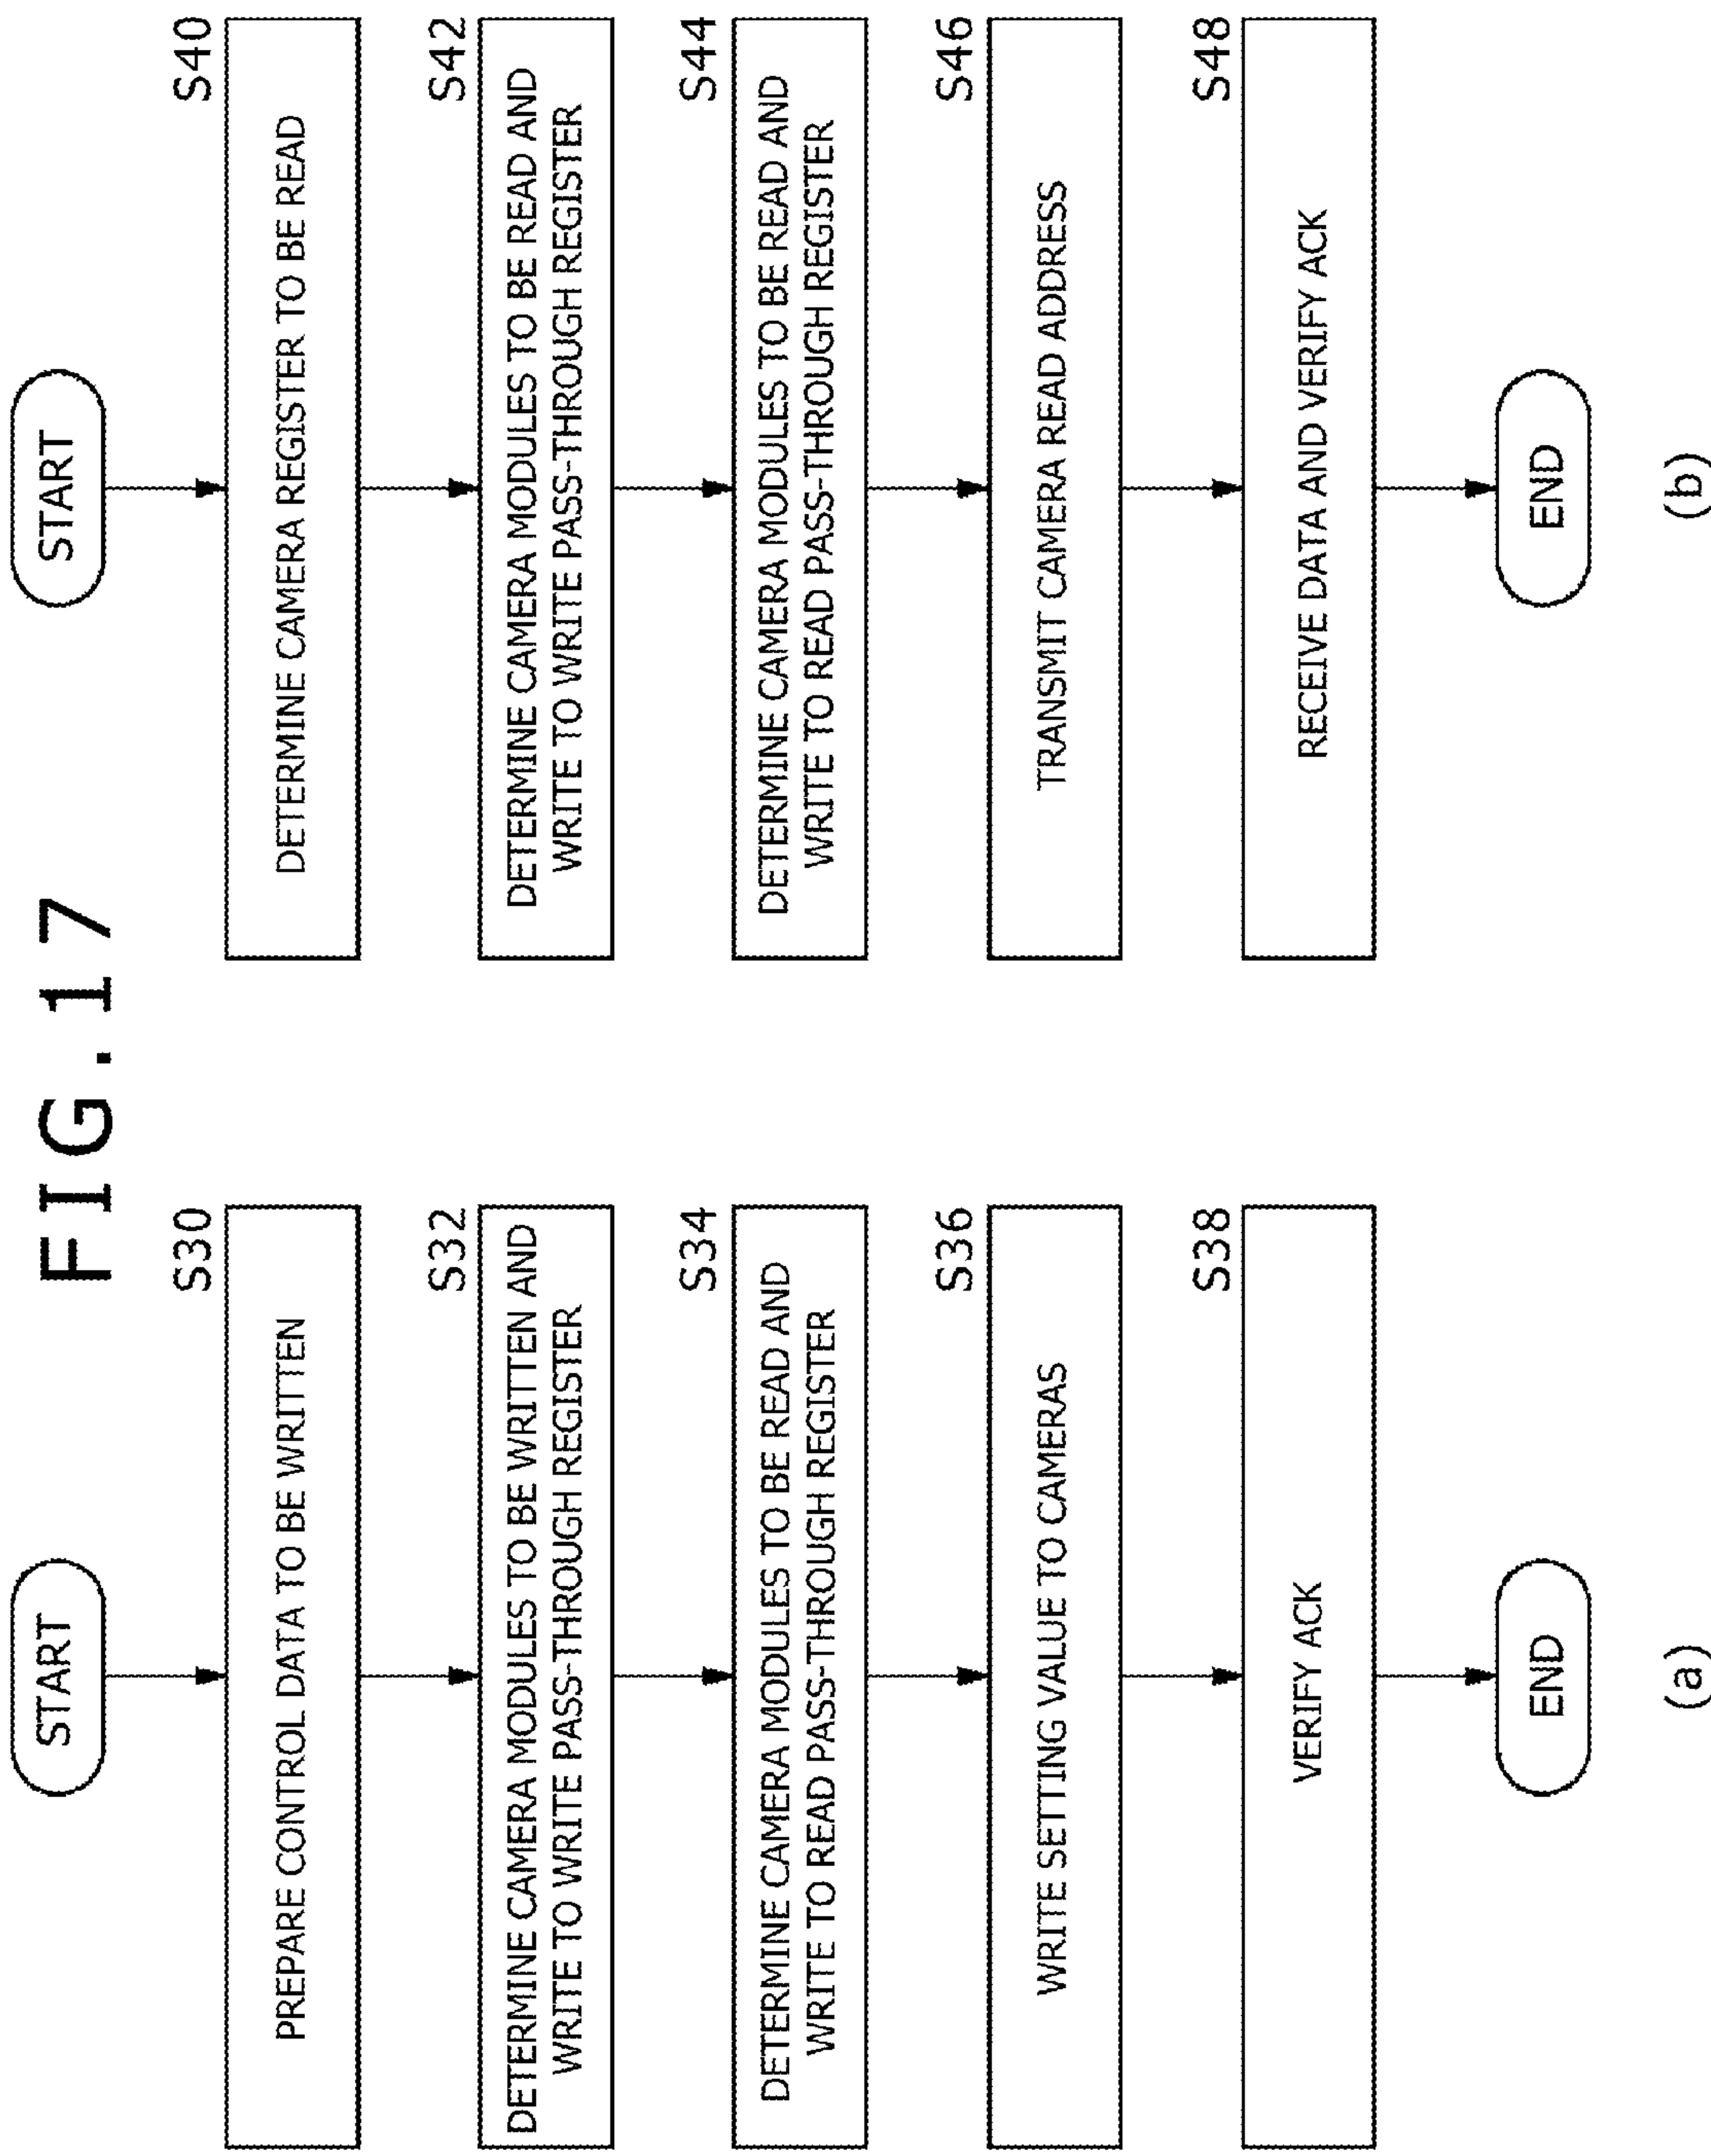 FIG.17
START
S30
PREPARE CONTROL DATA TO BE WRITTEN
S32
DETERMINE CAMERA MODULES TO BE WRITTEN AND
WRITE TO WRITE PASS-THROUGH REGISTER
S34
DETERMINE CAMERA MODULES TO BE READ AND
WRITE TO READ PASS-THROUGH REGISTER
S36
WRITE SETTING VALUE TO CAMERAS
S38
VERIFY ACK
END
(a)
START
S40
DETERMINE CAMERA REGISTER TO BE READ
S42
DETERMINE CAMERA MODULES TO BE READ AND
WRITE TO WRITE PASS-THROUGH REGISTER
S44
DETERMINE CAMERA MODULES TO BE READ AND
WRITE TO READ PASS-THROUGH REGISTER
S46
TRANSMIT CAMERA READ ADDRESS
S48
RECEIVE DATA AND VERIFY ACK
END
(b)